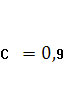 c = 0,9